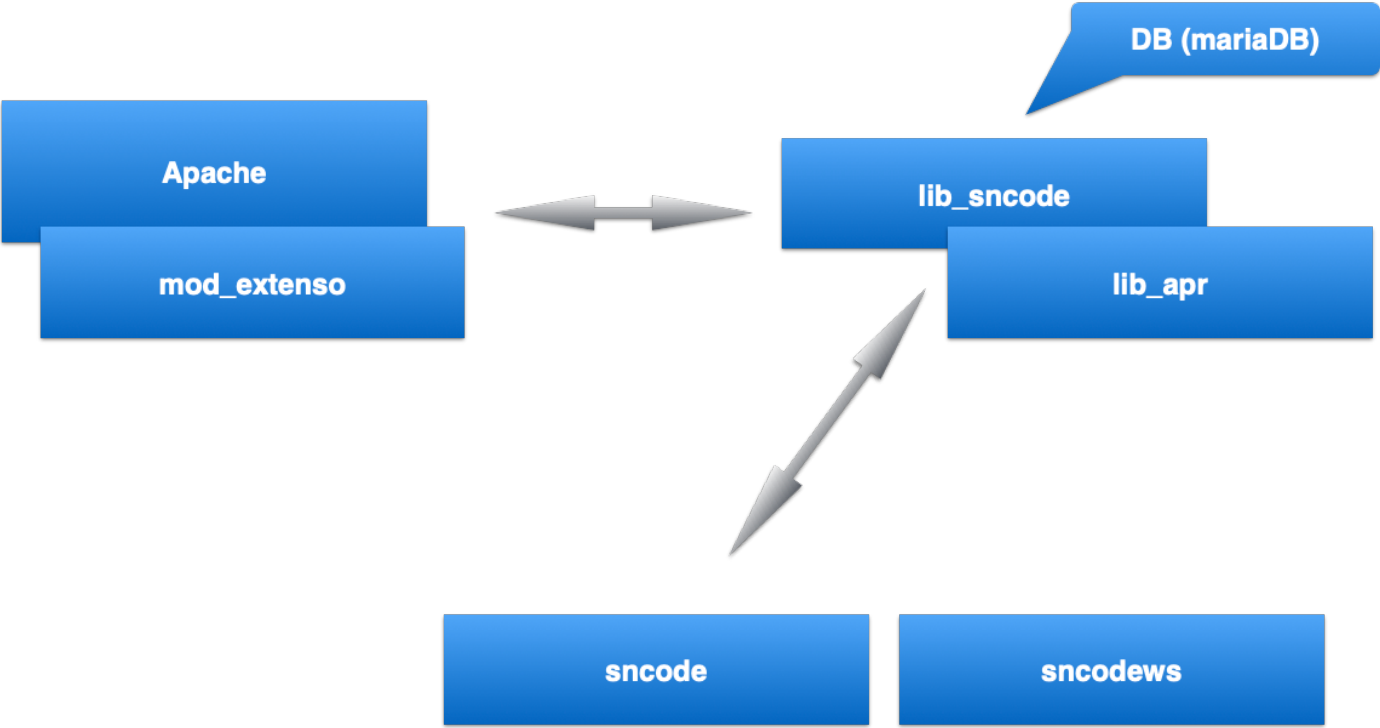 DB (mariaDB)
Apache
lib_sncode
mod_extenso
lib_apr
sncode
sncodews